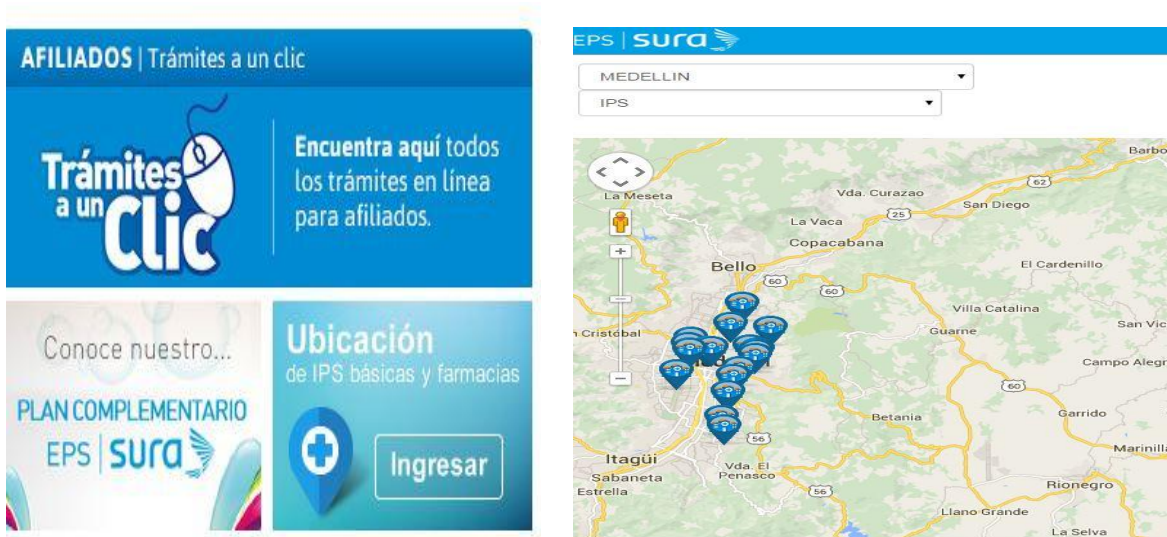 AFILIADOS | Trámites a un clic
Trámites
a un
Clic
Encuentra aquí todos
los trámites en línea
para afiliados.
Conoce nuestro...
PLAN COMPLEMENTARIO
EPS | sura
Ubicación
de IPS básicas y farmacias
Ingresar
EPS | sura
MEDELLIN
IPS
Barbo
62
La Meseta
Vda. Curazao
San Diego
25
La Vaca
Copacabana
Bello
El Cardenillo
60
60
Villa Catalina
n Cristóbal
Guarne
San Vic
Campo Alegr
60
Betania
Garrido
56
Marinilla
Itagüí
Vda. El
Penasco
Sabaneta
Estrella
56
Rionegro
Llano Grande
La Selva